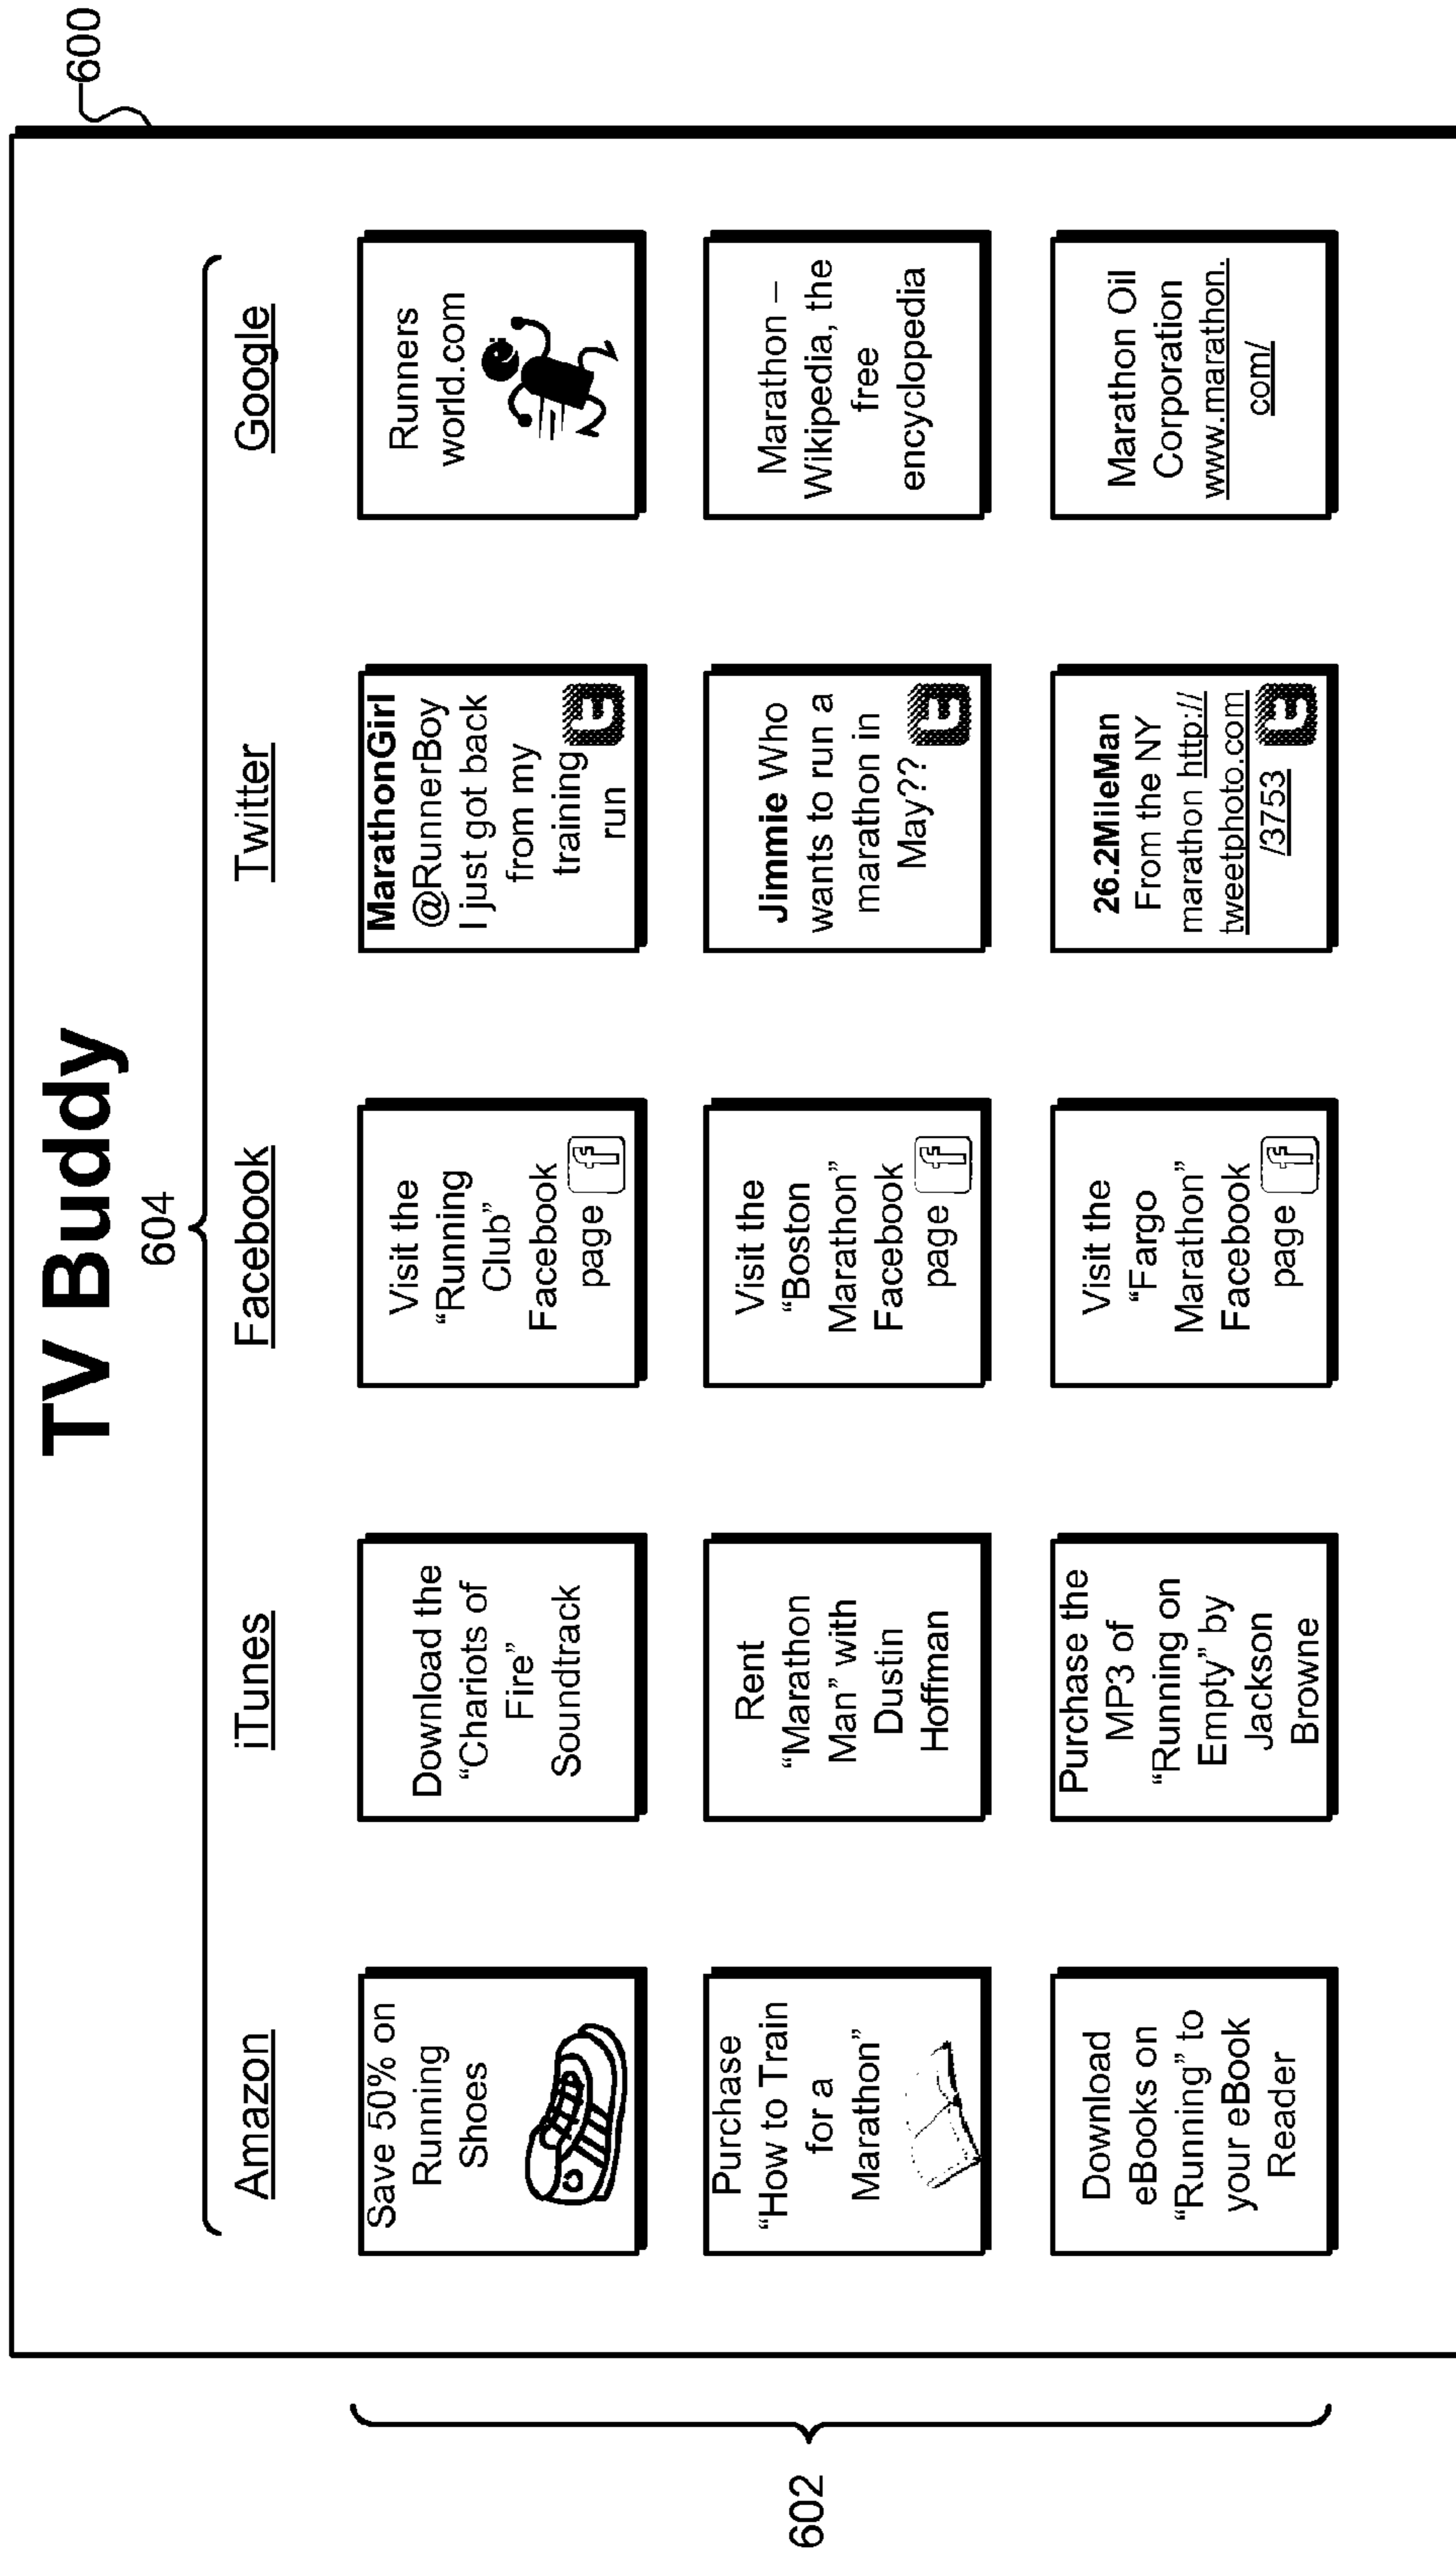 600
TV Buddy
604
Amazon
iTunes
Facebook
Twitter
Google
602
Save 50% on
Running
Shoes
Download the
“Chariots of
Fire”
Soundtrack
Visit the
“Running
Club”
Facebook
page
f
MarathonGirl
@RunnerBoy
I just got back
from my
training
run
t
Runners
world.com
Purchase
“How to Train
for a
Marathon”
Rent
“Marathon
Man” with
Dustin
Hoffman
Visit the
“Boston
Marathon”
Facebook
page
f
Jimmie Who
wants to run a
marathon in
May??
t
Marathon –
Wikipedia, the
free
encyclopedia
Download
eBooks on
“Running” to
your eBook
Reader
Purchase the
MP3 of
“Running on
Empty” by
Jackson
Browne
Visit the
“Fargo
Marathon”
Facebook
page
f
26.2MileMan
From the NY
marathon http://
tweetphoto.com
/3753
t
Marathon Oil
Corporation
www.marathon.
com/